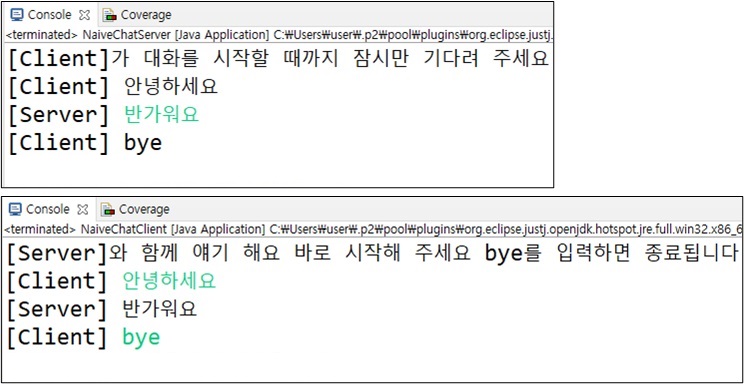 Console Coverage
<terminated> NaiveChatServer [Java Application] C:₩Users₩user₩.p2₩pool₩plugins₩org.eclipse.justj.
[Client]가 대화를 시작할 때까지 잠시만 기다려 주세요
[Client] 안녕하세요
[Server] 반가워요
[Client] bye
Console Coverage
<terminated> NaiveChatClient [Java Application] C:₩Users₩user₩.p2₩pool₩plugins₩org.eclipse.justj.openjdk.hotspot.jre.full.win32.x86_6
[Server]와 함께 얘기 해요 바로 시작해 주세요 bye를 입력하면 종료됩니다
[Client] 안녕하세요
[Server] 반가워요
[Client] bye